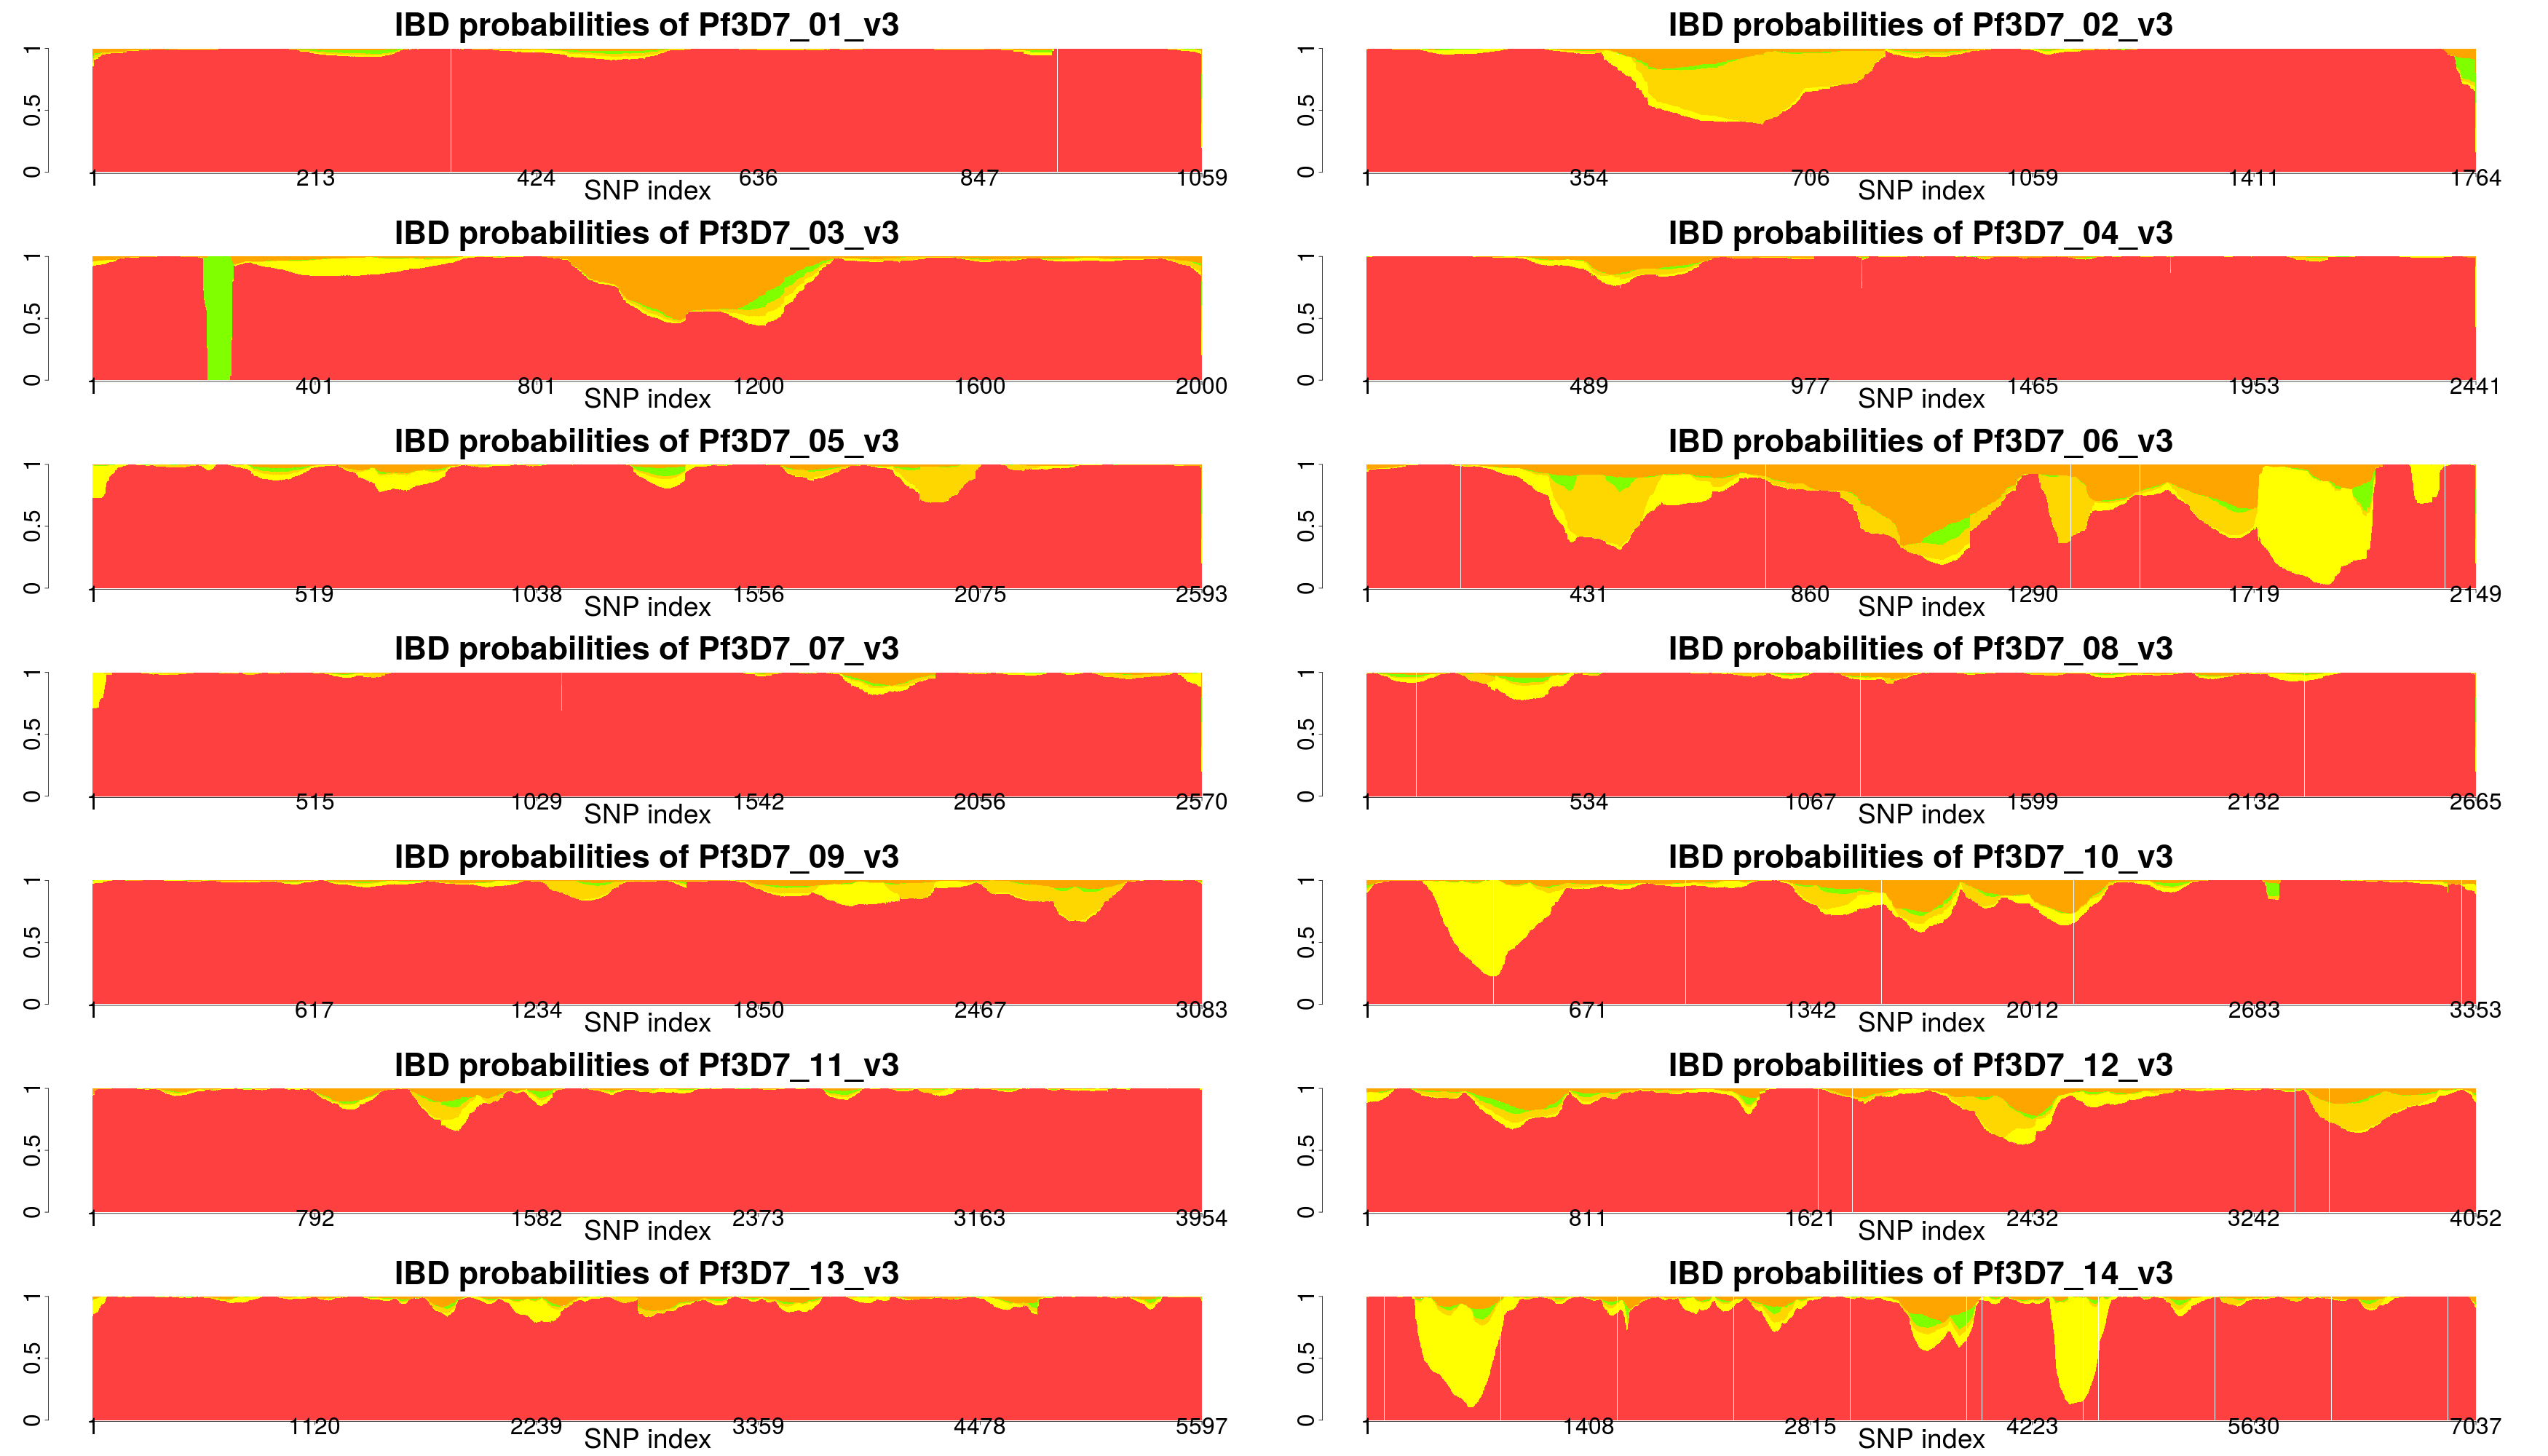 IBD probabilities of Pf3D7_01_v3
0 0.5 1
1 213 424 636 847 1059
SNP index
IBD probabilities of Pf3D7_02_v3
0 0.5 1
1 354 706 1059 1411 1764
SNP index
IBD probabilities of Pf3D7_03_v3
0 0.5 1
1 401 801 1200 1600 2000
SNP index
IBD probabilities of Pf3D7_04_v3
0 0.5 1
1 489 977 1465 1953 2441
SNP index
IBD probabilities of Pf3D7_05_v3
0 0.5 1
1 519 1038 1556 2075 2593
SNP index
IBD probabilities of Pf3D7_06_v3
0 0.5 1
1 431 860 1290 1719 2149
SNP index
IBD probabilities of Pf3D7_07_v3
0 0.5 1
1 515 1029 1542 2056 2570
SNP index
IBD probabilities of Pf3D7_08_v3
0 0.5 1
1 534 1067 1599 2132 2665
SNP index
IBD probabilities of Pf3D7_09_v3
0 0.5 1
1 617 1234 1850 2467 3083
SNP index
IBD probabilities of Pf3D7_10_v3
0 0.5 1
1 671 1342 2012 2683 3353
SNP index
IBD probabilities of Pf3D7_11_v3
0 0.5 1
1 792 1582 2373 3163 3954
SNP index
IBD probabilities of Pf3D7_12_v3
0 0.5 1
1 811 1621 2432 3242 4052
SNP index
IBD probabilities of Pf3D7_13_v3
0 0.5 1
1 1120 2239 3359 4478 5597
SNP index
IBD probabilities of Pf3D7_14_v3
0 0.5 1
1 1408 2815 4223 5630 7037
SNP index